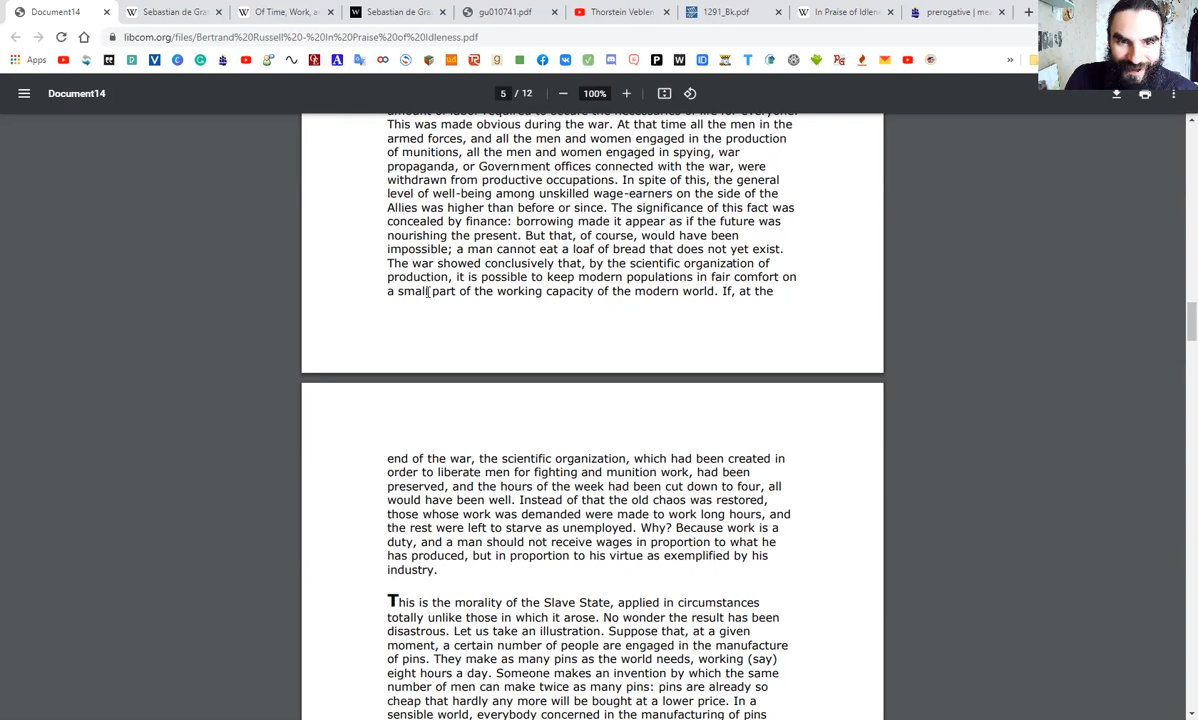 Document14
Sebastian de Gra
Of Time, Work, a
Sebastian de Gra
gu010741.pdf
Thorstein Veblen
1291_Bk.pdf
In Praise of Idlen
prerogative | me
libcom.org/files/Bertrand%20Russell%20-%20In%20Praise%20of%20Idleness.pdf
Apps
Document14
5 / 12
100%
amount of labor required to secure the necessaries of life for everyone.
This was made obvious during the war. At that time all the men in the
armed forces, and all the men and women engaged in the production
of munitions, all the men and women engaged in spying, war
propaganda, or Government offices connected with the war, were
withdrawn from productive occupations. In spite of this, the general
level of well-being among unskilled wage-earners on the side of the
Allies was higher than before or since. The significance of this fact was
concealed by finance: borrowing made it appear as if the future was
nourishing the present. But that, of course, would have been
impossible; a man cannot eat a loaf of bread that does not yet exist.
The war showed conclusively that, by the scientific organization of
production, it is possible to keep modern populations in fair comfort on
a small part of the working capacity of the modern world. If, at the
end of the war, the scientific organization, which had been created in
order to liberate men for fighting and munition work, had been
preserved, and the hours of the week had been cut down to four, all
would have been well. Instead of that the old chaos was restored,
those whose work was demanded were made to work long hours, and
the rest were left to starve as unemployed. Why? Because work is a
duty, and a man should not receive wages in proportion to what he
has produced, but in proportion to his virtue as exemplified by his
industry.
This is the morality of the Slave State, applied in circumstances
totally unlike those in which it arose. No wonder the result has been
disastrous. Let us take an illustration. Suppose that, at a given
moment, a certain number of people are engaged in the manufacture
of pins. They make as many pins as the world needs, working (say)
eight hours a day. Someone makes an invention by which the same
number of men can make twice as many pins: pins are already so
cheap that hardly any more will be bought at a lower price. In a
sensible world, everybody concerned in the manufacturing of pins